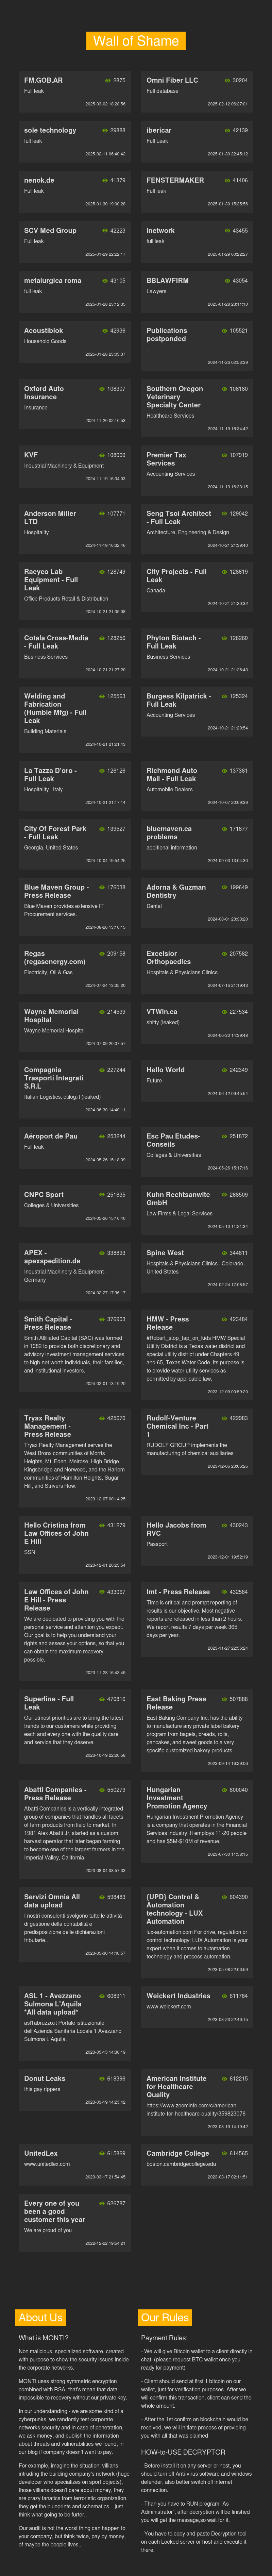 Wall of Shame
FM.GOB.AR
2875
Full leak
2025-03-02 18:28:56
Omni Fiber LLC
30204
Full database
2025-02-12 06:27:01
sole technology
29888
full leak
2025-02-11 06:40:42
ibericar
42139
Full Leak
2025-01-30 22:45:12
nenok.de
41379
Full leak
2025-01-30 19:00:28
FENSTERMAKER
41406
Full leak
2025-01-30 15:35:56
SCV Med Group
42223
Full Leak
2025-01-29 22:22:17
Inetwork
43455
full leak
2025-01-29 00:22:27
metalurgica roma
43105
full leak
2025-01-28 23:12:35
BBLAWFIRM
43054
Lawyers
2025-01-28 23:11:10
Acoustiblok
42936
Household Goods
2025-01-28 23:03:37
Publications
postponded
105521
...
2024-11-26 02:53:39
Oxford Auto
Insurance
108307
Insurance
2024-11-20 02:10:53
Southern Oregon
Veterinary
Specialty Center
108180
Healthcare Services
2024-11-19 16:34:42
KVF
108009
Industrial Machinery & Equipment
2024-11-19 16:34:03
Premier Tax
Services
107919
Accounting Services
2024-11-19 16:33:15
Anderson Miller
LTD
107771
Hospitality
2024-11-19 16:32:46
Seng Tsoi Architect
- Full Leak
129042
Architecture, Engineering & Design
2024-10-21 21:39:40
Raeyco Lab
Equipment - Full
Leak
128749
Office Products Retail & Distribution
2024-10-21 21:35:08
City Projects - Full
Leak
128619
Canada
2024-10-21 21:30:32
Cotala Cross-Media
- Full Leak
128256
Business Services
2024-10-21 21:27:20
Phyton Biotech -
Full Leak
126260
Business Services
2024-10-21 21:26:43
Welding and
Fabrication
(Humble Mfg) - Full
Leak
125563
Building Materials
2024-10-21 21:21:43
Burgess Kilpatrick -
Full Leak
125324
Accounting Services
2024-10-21 21:20:54
La Tazza D'oro -
Full Leak
126126
Hospitality · Italy
2024-10-21 21:17:14
Richmond Auto
Mall - Full Leak
137381
Automobile Dealers
2024-10-07 20:09:39
City Of Forest Park
- Full Leak
139527
Georgia, United States
2024-10-04 19:54:20
bluemaven.ca
problems
171677
additional information
2024-09-03 13:04:30
Blue Maven Group -
Press Release
176038
Blue Maven provides extensive IT
Procurement services.
2024-08-26 13:10:15
Adorna & Guzman
Dentistry
199649
Dental
2024-08-01 23:33:20
Regas
(regasenergy.com)
209158
Electricity, Oil & Gas
2024-07-24 13:35:20
Excelsior
Orthopaedics
207582
Hospitals & Physicians Clinics
2024-07-16 21:19:43
Wayne Memorial
Hospital
214539
Wayne Memorial Hospital
2024-07-09 20:07:57
VTWin.ca
227534
shitty (leaked)
2024-06-30 14:39:48
Compagnia
Trasporti Integrati
S.R.L
227244
Italian Logistics. citlog.it (leaked)
2024-06-30 14:40:11
Hello World
242349
Future
2024-06-12 09:45:54
Aéroport de Pau
253244
Full leak
2024-05-28 15:18:39
Esc Pau Etudes-
Conseils
251872
Colleges & Universities
2024-05-28 15:17:16
CNPC Sport
251635
Colleges & Universities
2024-05-28 15:16:40
Kuhn Rechtsanwlte
GmbH
268509
Law Firms & Legal Services
2024-05-10 11:21:34
APEX -
apexspedition.de
338893
Industrial Machinery & Equipment ·
Germany
2024-02-27 17:36:17
Spine West
344611
Hospitals & Physicians Clinics · Colorado,
United States
2024-02-24 17:08:57
Smith Capital -
Press Release
376903
Smith Affiliated Capital (SAC) was formed
in 1982 to provide both discretionary and
advisory investment management services
to high-net worth individuals, their families,
and institutional investors.
2024-02-01 13:19:20
HMW - Press
Release
423484
#Robert_stop_fap_on_kids HMW Special
Utility District is a Texas water district and
special utility district under Chapters 49
and 65, Texas Water Code. Its purpose is
to provide water utility services as
permitted by applicable law.
2023-12-09 00:59:20
Tryax Realty
Management -
Press Release
425670
Tryax Realty Management serves the
West Bronx communities of Morris
Heights, Mt. Eden, Melrose, High Bridge,
Kingsbridge and Norwood, and the Harlem
communities of Hamilton Heights, Sugar
Hill, and Strivers Row.
2023-12-07 00:14:25
Rudolf-Venture
Chemical Inc - Part
1
422983
RUDOLF GROUP implements the
manufacturing of chemical auxiliaries
2023-12-06 23:05:26
Hello Cristina from
Law Offices of John
E Hill
431279
SSN
2023-12-01 20:23:54
Hello Jacobs from
RVC
430243
Passport
2023-12-01 19:52:19
Law Offices of John
E Hill - Press
Release
433067
We are dedicated to providing you with the
personal service and attention you expect.
Our goal is to help you understand your
rights and assess your options, so that you
can obtain the maximum recovery
possible.
2023-11-28 16:43:45
Imt - Press Release
432584
Time is critical and prompt reporting of
results is our objective. Most negative
reports are released in less than 2 hours.
We report results 7 days per week 365
days per year.
2023-11-27 22:56:24
Superline - Full
Leak
470816
Our utmost priorities are to bring the latest
trends to our customers while providing
each and every one with the quality care
and service that they deserve.
2023-10-19 22:20:59
East Baking Press
Release
507888
East Baking Company Inc. has the ability
to manufacture any private label bakery
program from bagels, breads, rolls,
pancakes, and sweet goods to a very
specific customized bakery products.
2023-09-14 16:29:06
Abatti Companies -
Press Release
550279
Abatti Companies is a vertically integrated
group of companies that handles all facets
of farm products from field to market. In
1981 Alex Abatti Jr. started as a custom
harvest operator that later began farming
to become one of the largest farmers in the
Imperial Valley, California.
2023-08-04 08:57:33
Hungarian
Investment
Promotion Agency
600040
Hungarian Investment Promotion Agency
is a company that operates in the Financial
Services industry. It employs 11-20 people
and has $5M-$10M of revenue.
2023-07-30 11:58:15
Servizi Omnia All
data upload
598483
I nostri consulenti svolgono tutte le attività
di gestione della contabilità e
predisposizione delle dichiarazioni
tributarie..
2023-05-30 14:40:57
{UPD} Control &
Automation
technology - LUX
Automation
604390
lux-automation.com For drive, regulation or
control technology: LUX Automation is your
expert when it comes to automation
technology and process automation.
2023-05-08 22:56:59
ASL 1 - Avezzano
Sulmona L'Aquila
"All data upload"
608911
asl1abruzzo.it Portale istituzionale
dell'Azienda Sanitaria Locale 1 Avezzano
Sulmona L'Aquila.
2023-05-15 14:30:19
Weickert Industries
611784
www.weickert.com
2023-03-23 22:46:15
Donut Leaks
618396
this gay rippers
2023-03-19 14:25:42
American Institute
for Healthcare
Quality
612215
https://www.zoominfo.com/c/american-
institute-for-healthcare-quality/359823076
2023-03-19 14:19:42
UnitedLex
615869
www.unitedlex.com
2023-03-17 21:54:45
Cambridge College
614565
boston.cambridgecollege.edu
2023-03-17 02:11:51
Every one of you
been a good
customer this year
626787
We are proud of you
2022-12-22 19:54:21
About Us
What is MONTI?
Non malicious, specialized software, created
with purpose to show the security issues inside
the corporate networks.
MONTI uses strong symmetric encryption
combined with RSA, that's mean that data
impossible to recovery without our private key.
In our understanding - we are some kind of a
cyberpunks, we randomly test corporate
networks security and in case of penetration,
we ask money, and publish the information
about threats and vulnerabilities we found, in
our blog if company doesn't want to pay.
For example, imagine the situation: villians
intruding the building company's network (huge
developer who specializes on sport objects),
those villians doesn't care about money, they
are crazy fanatics from terroristic organization,
they get the blueprints and schematics... just
think what going to be furter...
Our audit is not the worst thing can happen to
your company, but think twice, pay by money,
of maybe the people lives...
Our Rules
Payment Rules:
- We will give Bitcoin wallet to a client directly in
chat. (please request BTC wallet once you
ready for payment)
- Client should send at first 1 bitcoin on our
wallet, just for verification purposes. After we
will confirm this transaction, client can send the
whole amount.
- After the 1st confirm on blockchain would be
received, we will initiate process of providing
you with all that was claimed
HOW-to-USE DECRYPTOR
- Before install it on any server or host, you
should turn off Anti-virus software and windows
defender, also better switch off internet
connection.
- Than you have to RUN program "As
Administrator", after decryption will be finished
you will get the message,so wait for it.
- You have to copy and paste Decryption Tool
on each Locked server or host and execute it
there.